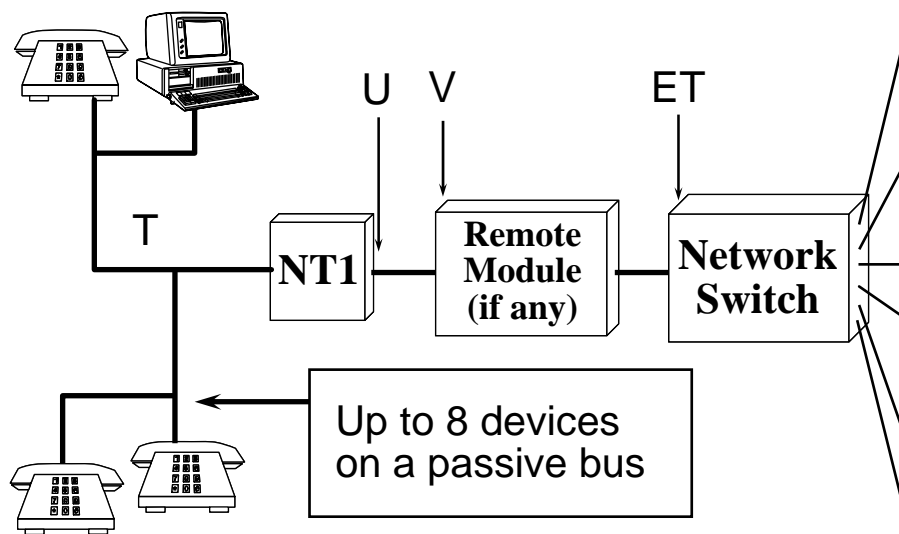 U
V
ET
T
NT1
Remote
Module
(if any)
Network
Switch
Up to 8 devices
on a passive bus